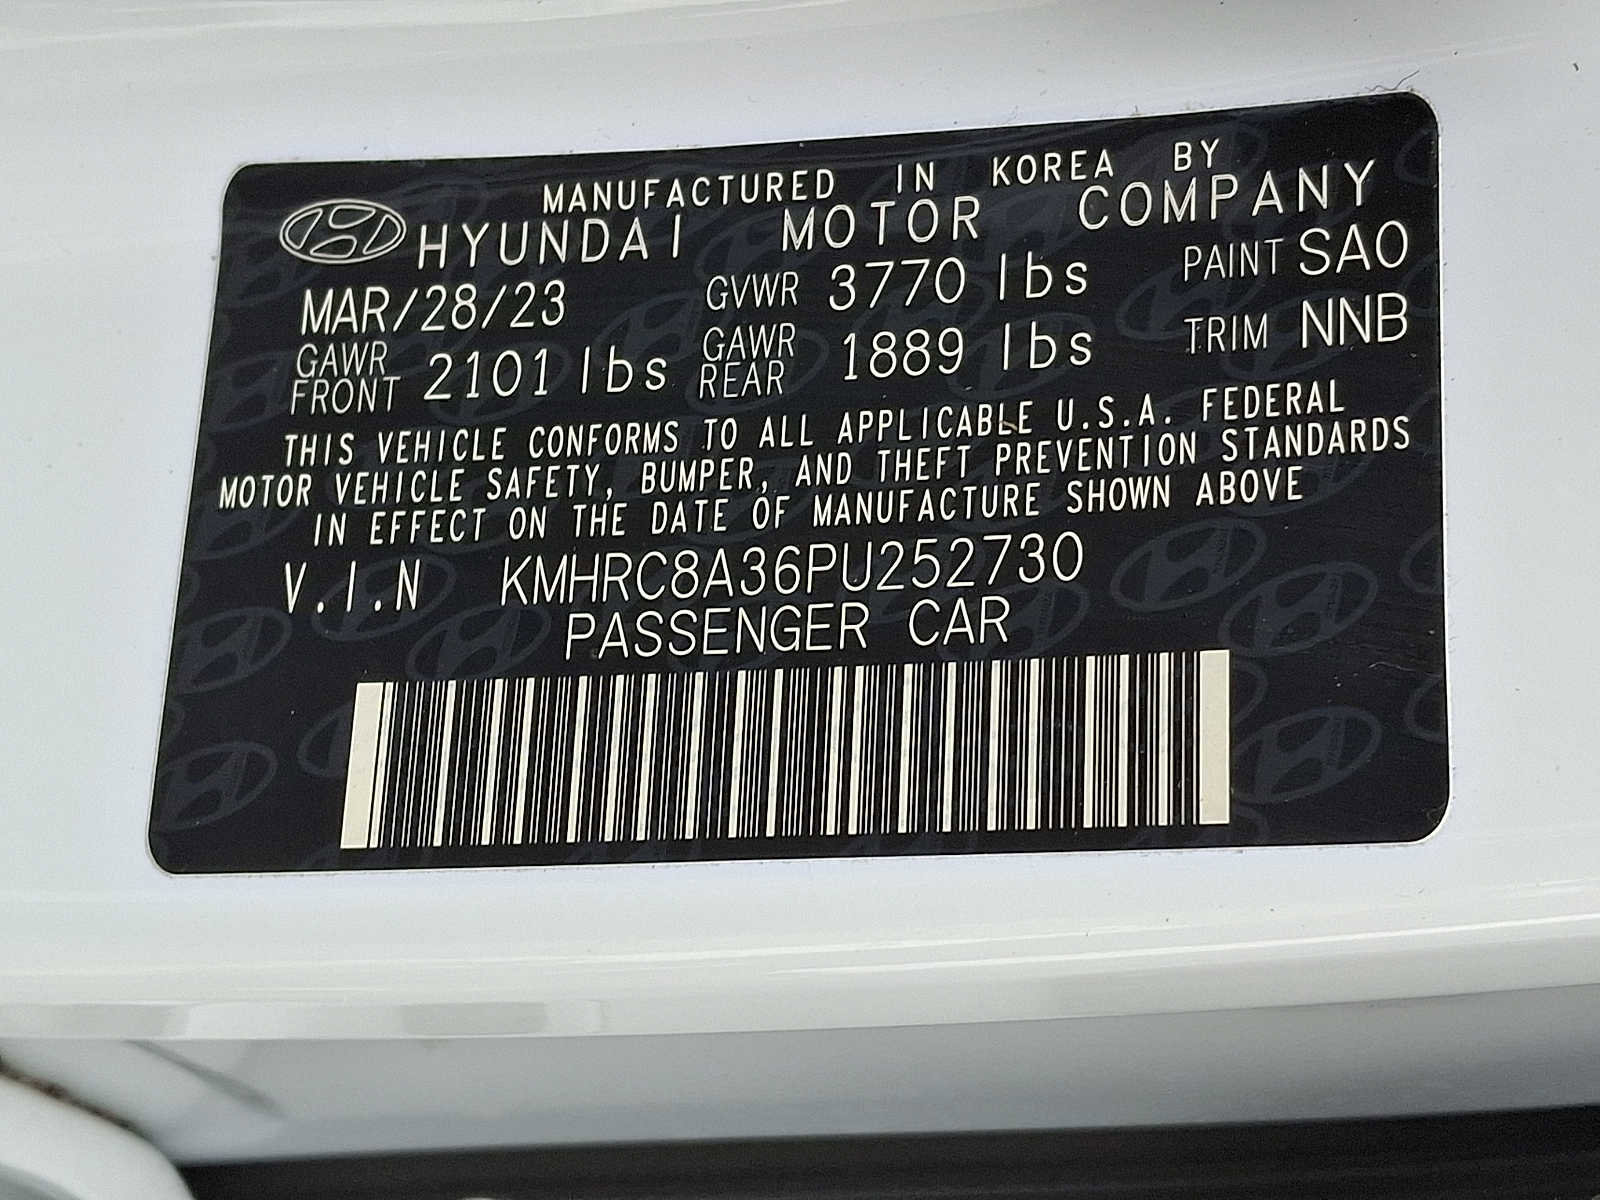 MANUFACTURED IN KOREA BY
HYUNDAI MOTOR COMPANY
MAR/28/23 GVWR 3770 lbs PAINT SAO
GAWR FRONT 2101 lbs GAWR REAR 1889 lbs TRIM NNB
THIS VEHICLE CONFORMS TO ALL APPLICABLE U.S.A. FEDERAL
MOTOR VEHICLE SAFETY, BUMPER, AND THEFT PREVENTION STANDARDS
IN EFFECT ON THE DATE OF MANUFACTURE SHOWN ABOVE
V.I.N KMHRC8A36PU252730
PASSENGER CAR